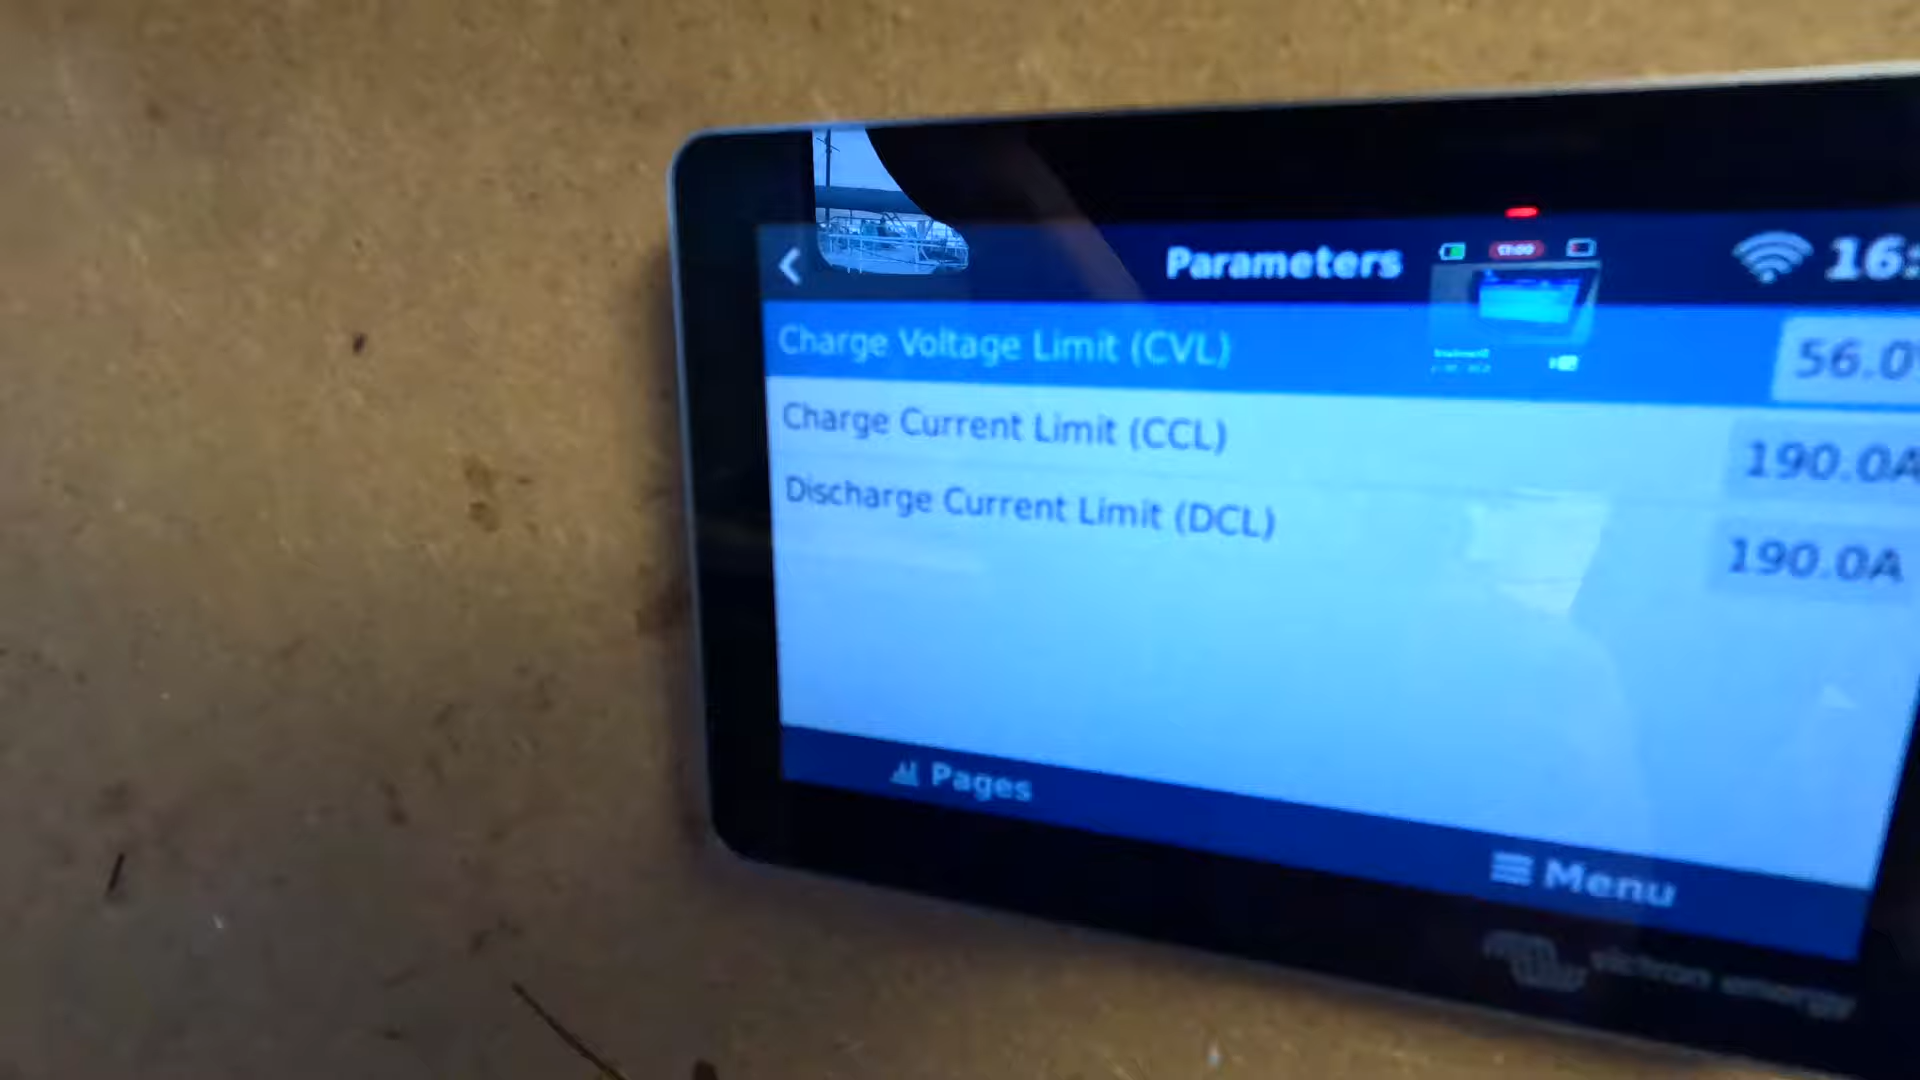 Parameters
16:
Charge Voltage Limit (CVL)
56.0V
Charge Current Limit (CCL)
190.0A
Discharge Current Limit (DCL)
190.0A
Pages
Menu
victron energy